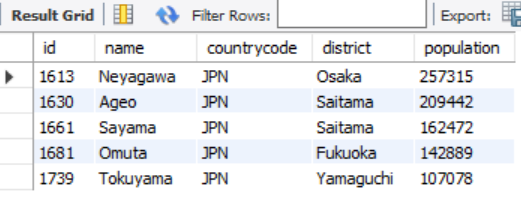 Result Grid Filter Rows: Export:
id name countrycode district population
1613 Neyagawa JPN Osaka 257315
1630 Ageo JPN Saitama 209442
1661 Sayama JPN Saitama 162472
1681 Omuta JPN Fukuoka 142889
1739 Tokuyama JPN Yamaguchi 107078